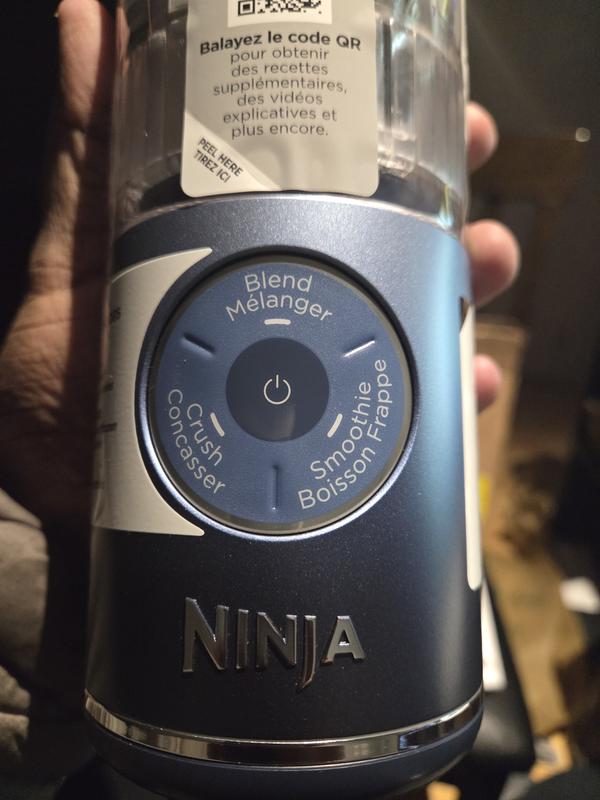 Balayez le code QR
pour obtenir
des recettes
supplémentaires,
des vidéos
explicatives et
plus encore.
PEEL HERE
TIREZ ICI
Blend
Mélanger
Crush
Concasser
Smoothie
Boisson Frappe
NINJA